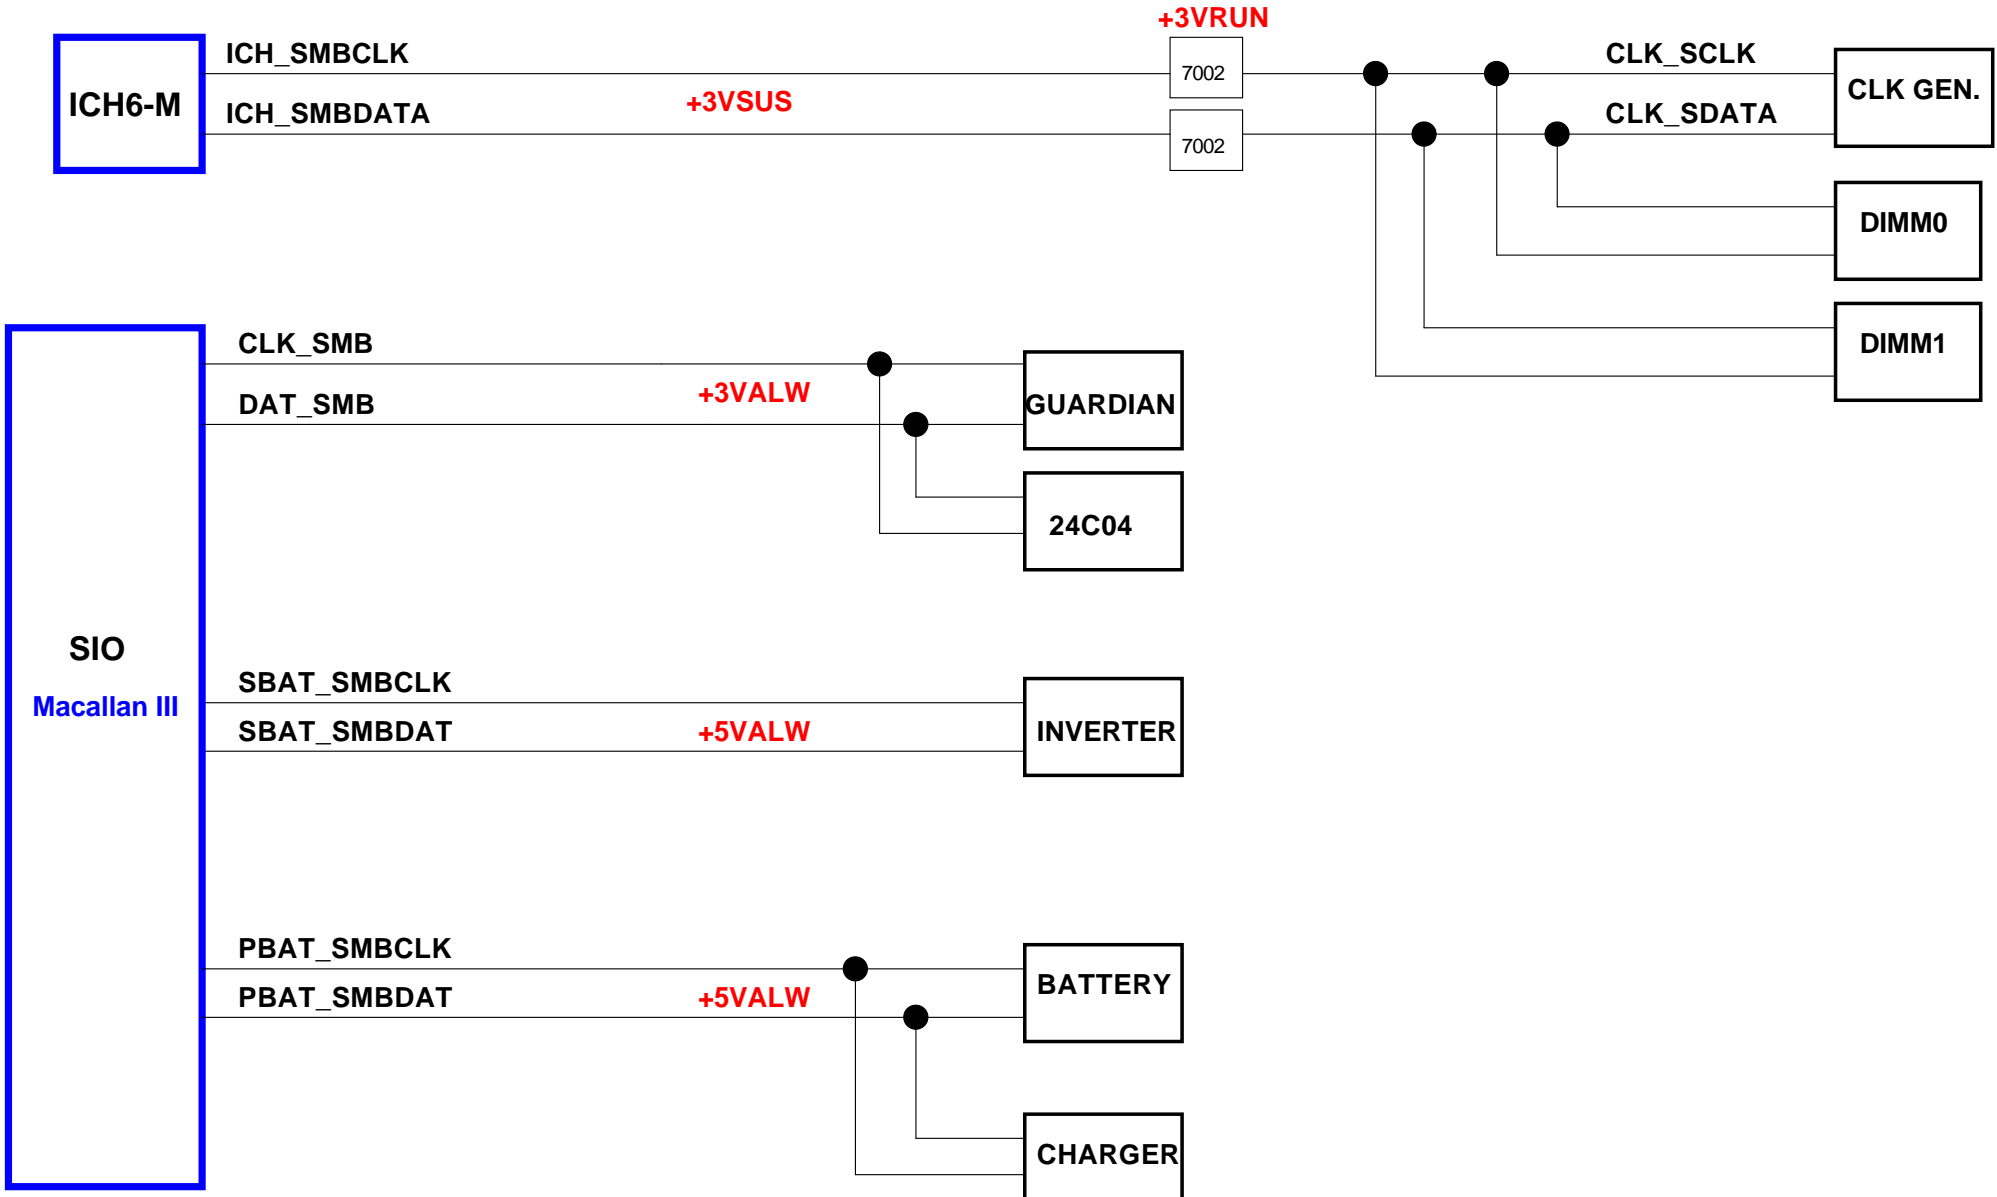 +3VRUN
ICH_SMBCLK
7002
CLK_SCLK
ICH6-M
+3VSUS
CLK GEN.
ICH_SMBDATA
7002
CLK_SDATA
DIMM0
DIMM1
CLK_SMB
+3VALW
DAT_SMB
GUARDIAN
24C04
SIO
Macallan III
SBAT_SMBCLK
SBAT_SMBDAT
+5VALW
INVERTER
PBAT_SMBCLK
PBAT_SMBDAT
+5VALW
BATTERY
CHARGER